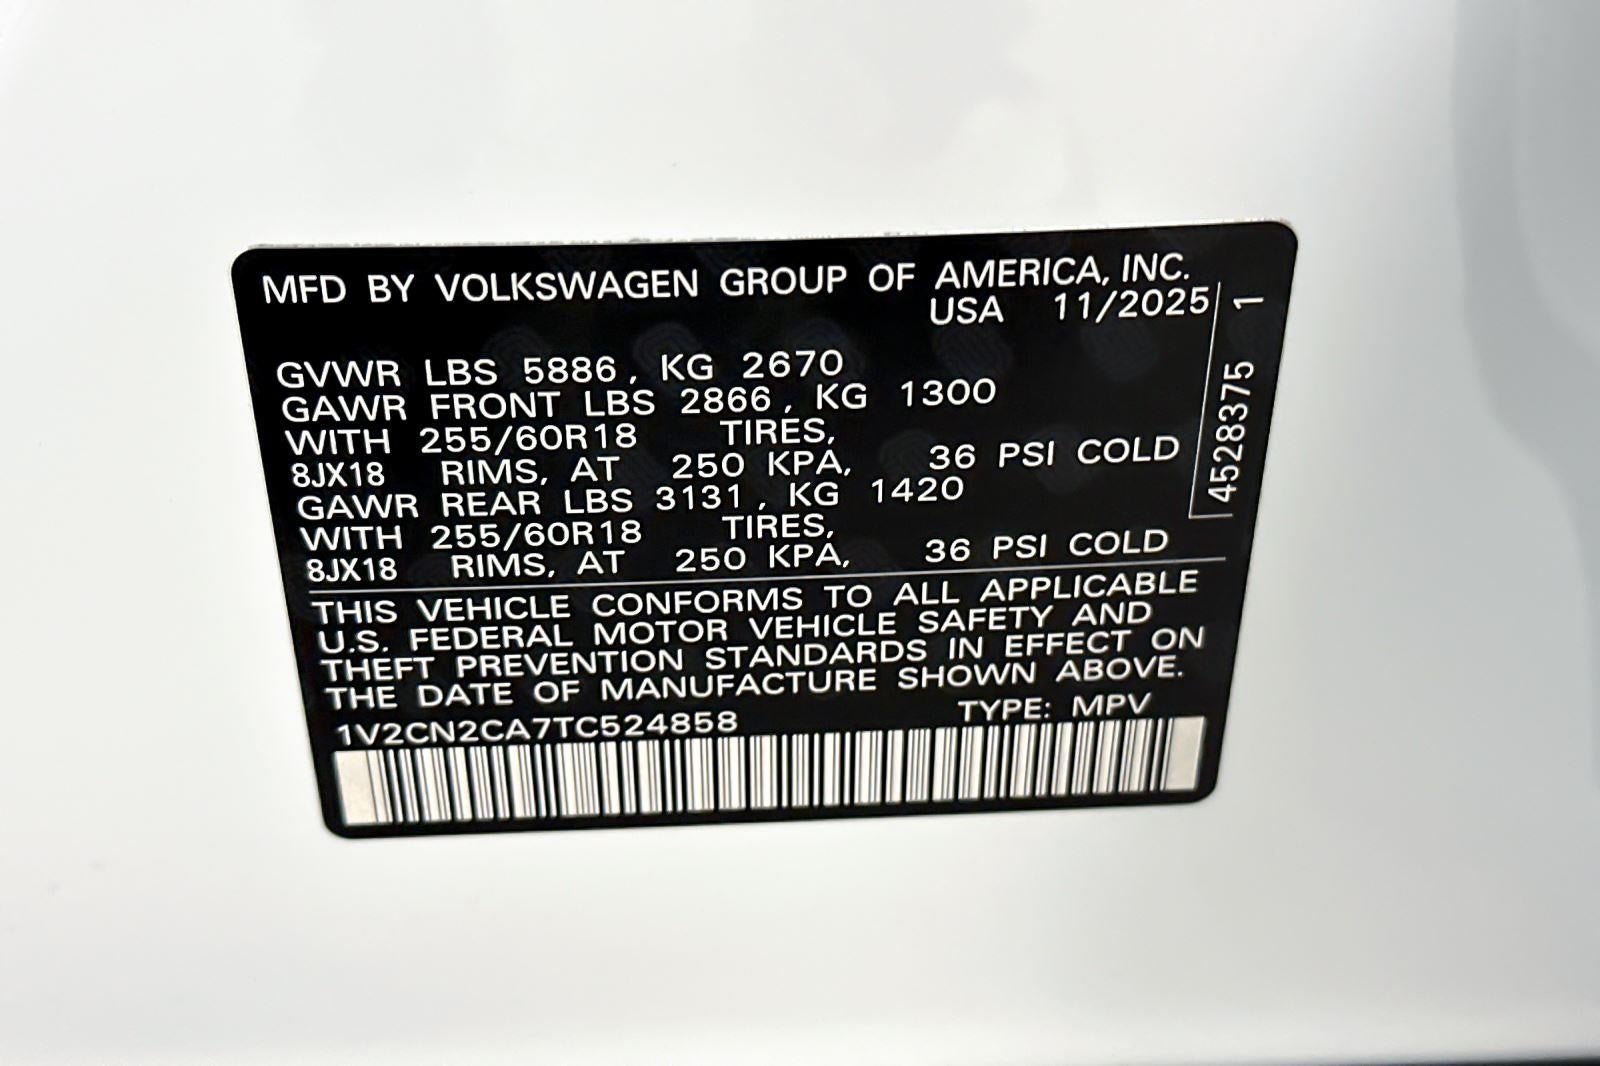 MFD BY VOLKSWAGEN GROUP OF AMERICA, INC.
USA 11/2025
GVWR LBS 5886, KG 2670
GAWR FRONT LBS 2866, KG 1300
WITH 255/60R18 TIRES,
8JX18 RIMS, AT 250 KPA, 36 PSI COLD
GAWR REAR LBS 3131, KG 1420
WITH 255/60R18 TIRES,
8JX18 RIMS, AT 250 KPA, 36 PSI COLD
THIS VEHICLE CONFORMS TO ALL APPLICABLE
U.S. FEDERAL MOTOR VEHICLE SAFETY AND
THEFT PREVENTION STANDARDS IN EFFECT ON
THE DATE OF MANUFACTURE SHOWN ABOVE.
1V2CN2CA7TC524858 TYPE: MPV
4528375 1